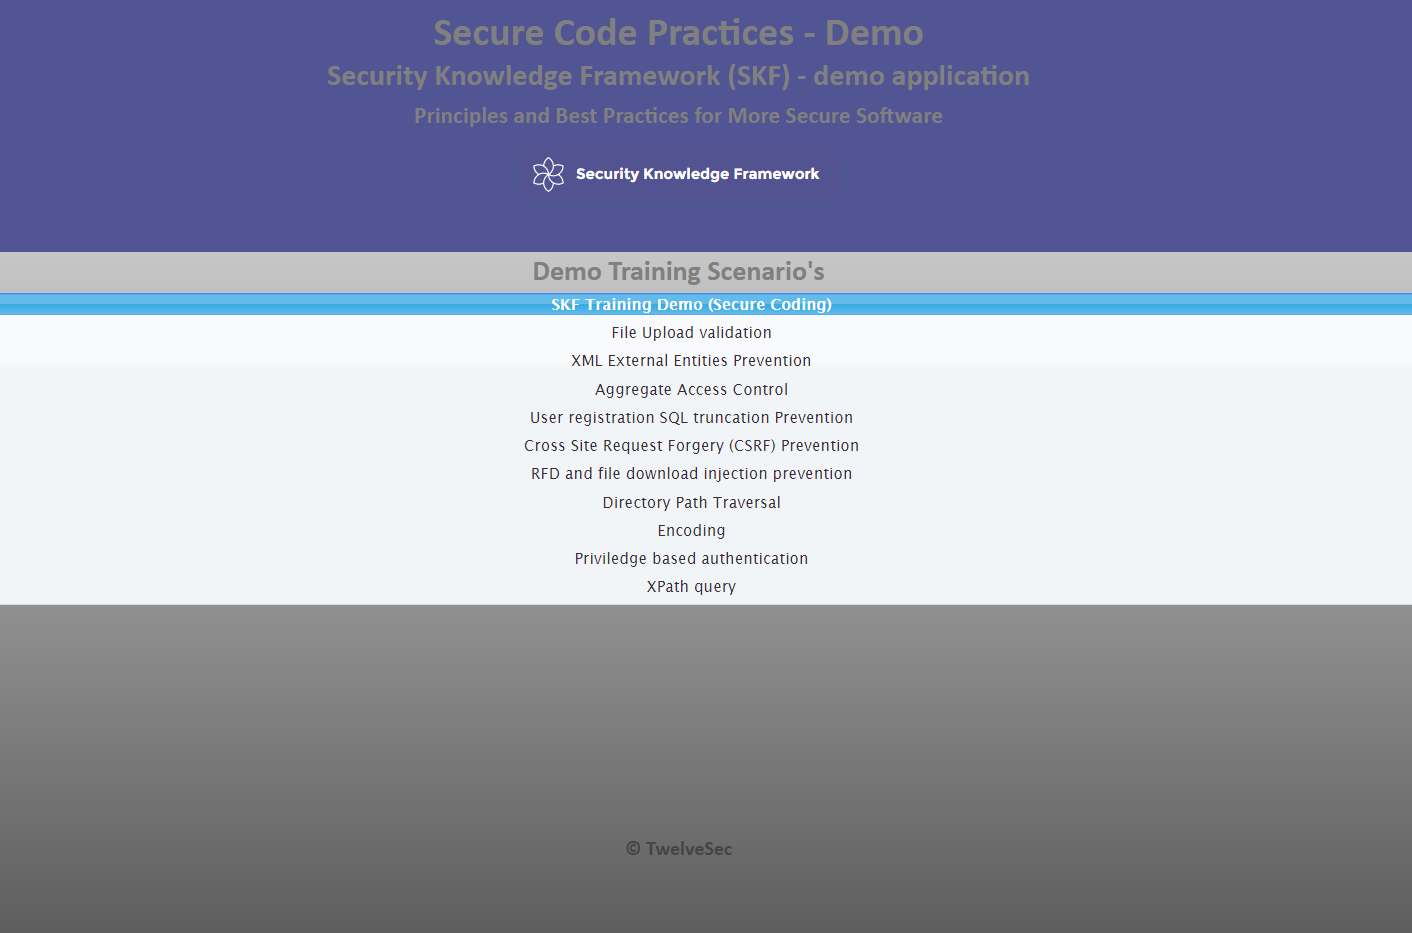 Secure Code Practices - Demo
Security Knowledge Framework (SKF) - demo application
Principles and Best Practices for More Secure Software
Security Knowledge Framework
Demo Training Scenario's
SKF Training Demo (Secure Coding)
File Upload validation
XML External Entities Prevention
Aggregate Access Control
User registration SQL truncation Prevention
Cross Site Request Forgery (CSRF) Prevention
RFD and file download injection prevention
Directory Path Traversal
Encoding
Priviledge based authentication
XPath query
© TwelveSec